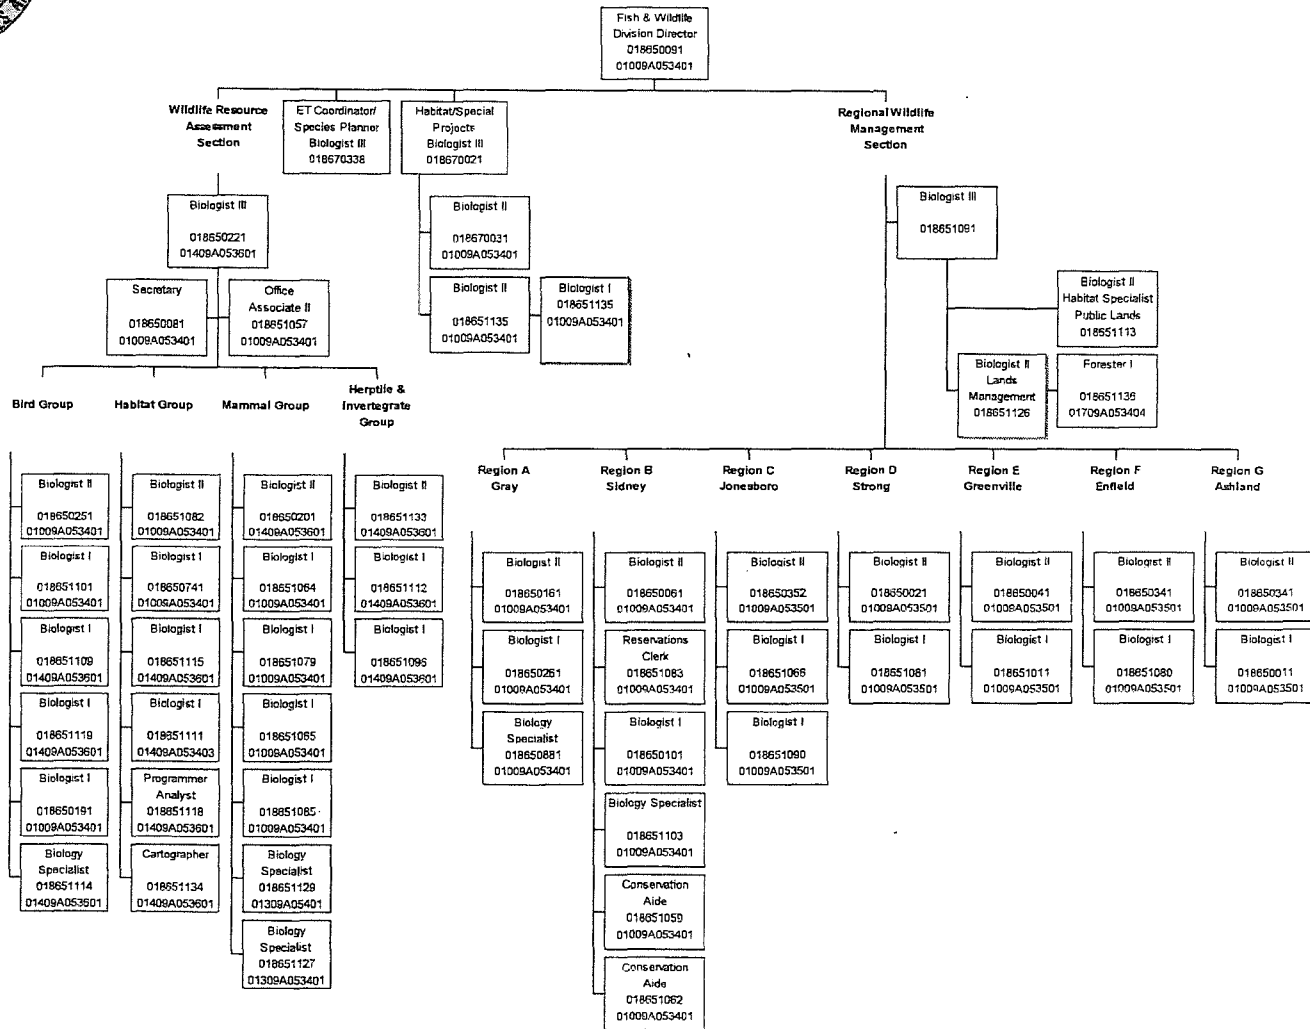 Fish & Wildlife
Division Director
018650091
01009A053401
Wildlife Resource
Assessment
Section
ET Coordinator/
Species Planner
Biologist III
018670338
Habitat/Special
Projects
Biologist III
018670021
Regional Wildlife
Management
Section
Biologist III
018650221
01409A053601
Secretary
018650081
01009A053401
Office
Associate II
018651057
01009A053401
Biologist II
018670031
01009A053401
Biologist II
018651135
01009A053401
Biologist I
018651135
01009A053401
Biologist III
018651091
Biologist II
Habitat Specialist
Public Lands
018651113
Biologist II
Lands
Management
018651126
Forester I
018651136
01709A053404
Bird Group
Habitat Group
Mammal Group
Herptile &
Invertegrate
Group
Biologist II
018650251
01009A053401
Biologist I
018651101
01009A053401
Biologist I
018651109
01409A053601
Biologist I
018651119
01409A053601
Biologist I
018650191
01009A053401
Biology
Specialist
018651114
01409A053601
Biologist II
018651082
01009A053401
Biologist I
018650741
01009A053401
Biologist I
018651115
01409A053601
Biologist I
018651111
01409A053403
Programmer
Analyst
018651118
01409A053601
Cartographer
018651134
01409A053601
Biologist II
018650201
01409A053601
Biologist I
018651064
01009A053401
Biologist I
018651079
01009A053401
Biologist I
018651065
01009A053401
Biologist I
018651085
01009A053401
Biology
Specialist
018651129
01309A05401
Biology
Specialist
018651127
01309A053401
Biologist II
018651133
01409A053601
Biologist I
018651112
01409A053601
Biologist I
018651096
01409A053601
Region A
Gray
Region B
Sidney
Region C
Jonesboro
Region D
Strong
Region E
Greenville
Region F
Enfield
Region G
Ashland
Biologist II
018650161
01009A053401
Biologist I
018650261
01009A053401
Biology
Specialist
018650881
01009A053401
Biologist II
018650061
01009A053401
Reservations
Clerk
018651083
01009A053401
Biologist I
018650101
01009A053401
Biology Specialist
018651103
01009A053401
Conservation
Aide
018651059
01009A053401
Conservation
Aide
018651062
01009A053401
Biologist II
018650352
01009A053501
Biologist I
018651066
01009A053501
Biologist I
018651090
01009A053501
Biologist II
018650021
01009A053501
Biologist I
018651081
01009A053501
Biologist II
018650041
01009A053501
Biologist I
018651011
01009A053501
Biologist II
018650341
01009A053501
Biologist I
018651080
01009A053501
Biologist II
018650341
01009A053501
Biologist I
018650011
01009A053501